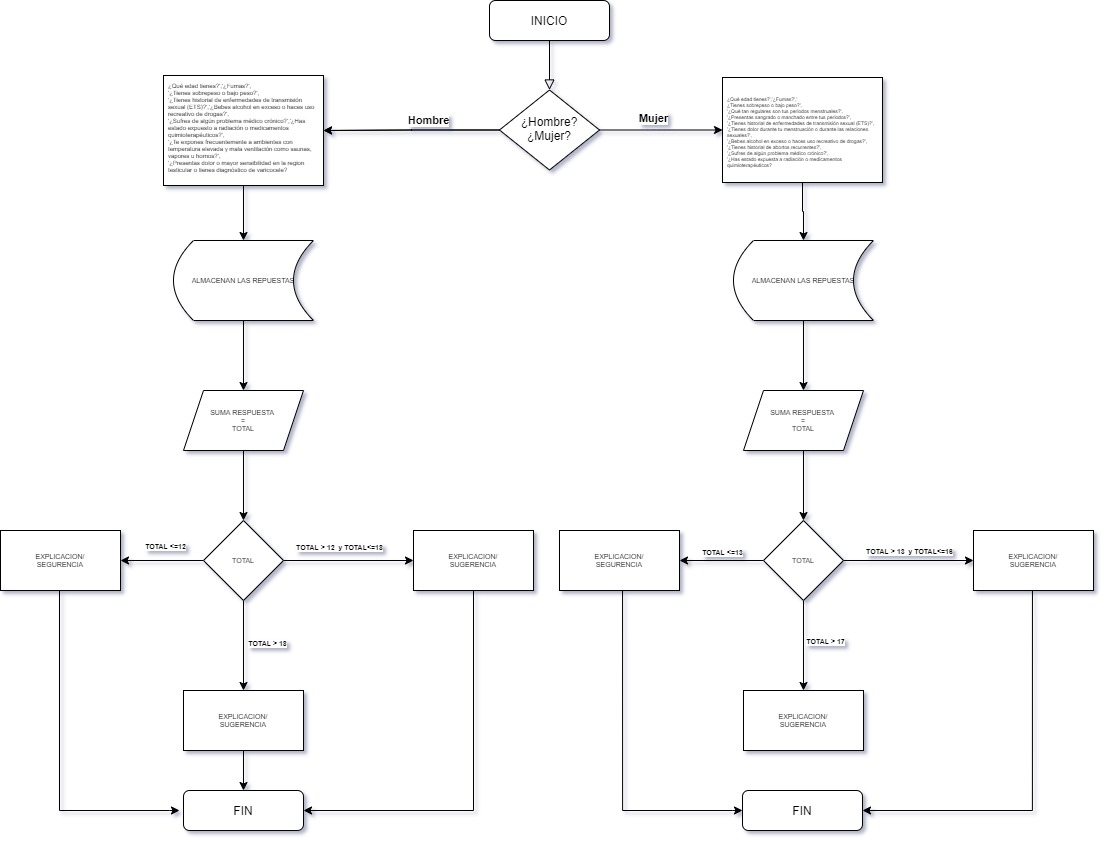 INICIO
¿Hombre?
¿Mujer?
Hombre
Mujer
¿Qué edad tienes?','¿Fumas?',
'¿Tienes sobrepeso o bajo peso?',
'¿Tienes historial de enfermedades de transmisión
sexual (ETS)?','¿Bebes alcohol en exceso o haces uso
recreativo de drogas?',
'¿Sufres de algún problema médico crónico?','¿Has
estado expuesto a radiación o medicamentos
quimioterapéuticos?',
'¿Te expones frecuentemente a ambientes con
temperatura elevada y mala ventilación como saunas,
vapores u hornos?',
'¿Presentas dolor o mayor sensibilidad en la región
testicular o tienes diagnóstico de varicocele?
¿Qué edad tienes?','¿Fumas?','
¿Tienes sobrepeso o bajo peso?',
'¿Qué tan regulares son tus periodos menstruales?',
'¿Presentas sangrado o manchado entre tus periodos?',
'¿Tienes historial de enfermedades de transmisión sexual (ETS)?',
'¿Tienes dolor durante tu menstruación o durante las relaciones
sexuales?',
'¿Bebes alcohol en exceso o haces uso recreativo de drogas?',
'¿Tienes historial de abortos recurrentes?',
'¿Sufres de algún problema médico crónico?',
'¿Has estado expuesta a radiación o medicamentos
quimioterapéuticos?
ALMACENAN LAS REPUESTAS
ALMACENAN LAS REPUESTAS
SUMA RESPUESTA
=
TOTAL
SUMA RESPUESTA
=
TOTAL
EXPLICACION/
SEGURENCIA
TOTAL <=12
TOTAL
TOTAL > 12 y TOTAL<=18
EXPLICACION/
SUGERENCIA
EXPLICACION/
SEGURENCIA
TOTAL <=13
TOTAL
TOTAL > 13 y TOTAL<=16
EXPLICACION/
SUGERENCIA
TOTAL > 18
TOTAL > 17
EXPLICACION/
SUGERENCIA
EXPLICACION/
SUGERENCIA
FIN
FIN